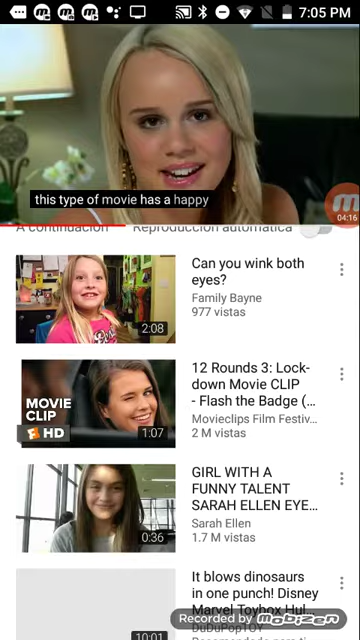 7:05 PM
this type of movie has a happy
04:16
A continuación Reproducción automática
Can you wink both
eyes?
Family Bayne
977 vistas
2:08
12 Rounds 3: Lock-
down Movie CLIP
- Flash the Badge (...
Movieclips Film Festiv...
2 M vistas
MOVIE
CLIP
HD
1:07
GIRL WITH A
FUNNY TALENT
SARAH ELLEN EYE...
Sarah Ellen
1.7 M vistas
0:36
It blows dinosaurs
in one punch! Disney
Marvel Toybox Hul...
DuDuPopTOY
10:01
Recorded by mobizen